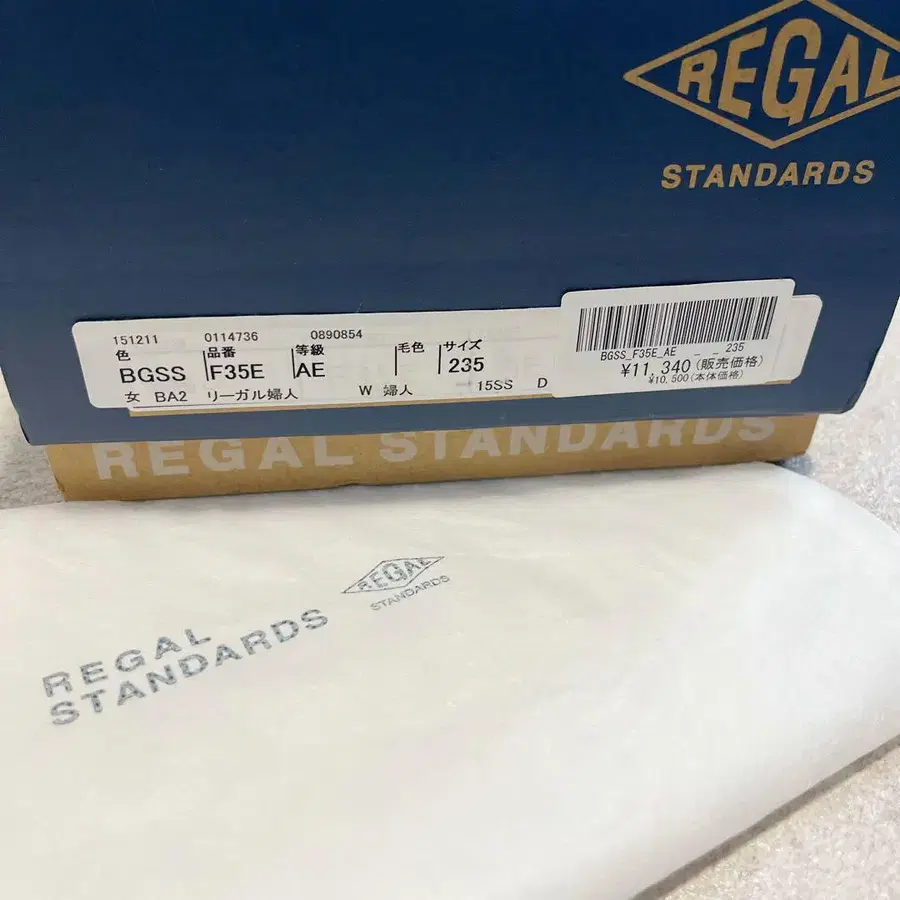 REGAL
STANDARDS
151211 0114736 0890854
色 品番 等級 毛色 サイズ
BGSS F35E AE 235
女 BA2 リーガル婦人 W 婦人 15SS D
BGSS_F35E_AE _ _ 235
¥11,340(販売価格)
¥10,500(本体価格)
REGAL STANDARDS
REGAL
STANDARDS
REGAL
STANDARDS